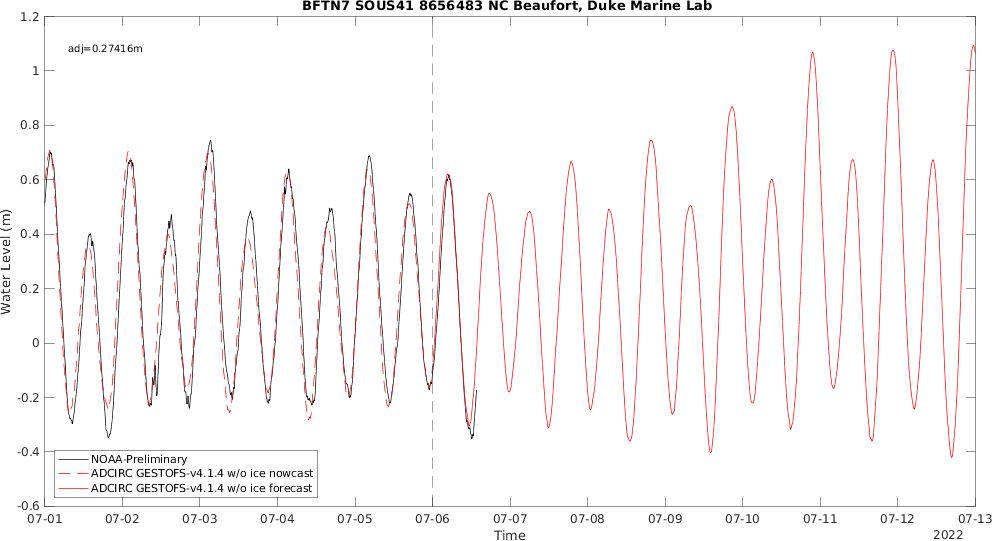 BFTN7 SOUS41 8656483 NC Beaufort, Duke Marine Lab
adj=0.27416m
Water Level (m)
1.2
1
0.8
0.6
0.4
0.2
0
-0.2
-0.4
-0.6
NOAA-Preliminary
ADCIRC GESTOFS-v4.1.4 w/o ice nowcast
ADCIRC GESTOFS-v4.1.4 w/o ice forecast
07-01 07-02 07-03 07-04 07-05 07-06 07-07 07-08 07-09 07-10 07-11 07-12 07-13
Time
2022